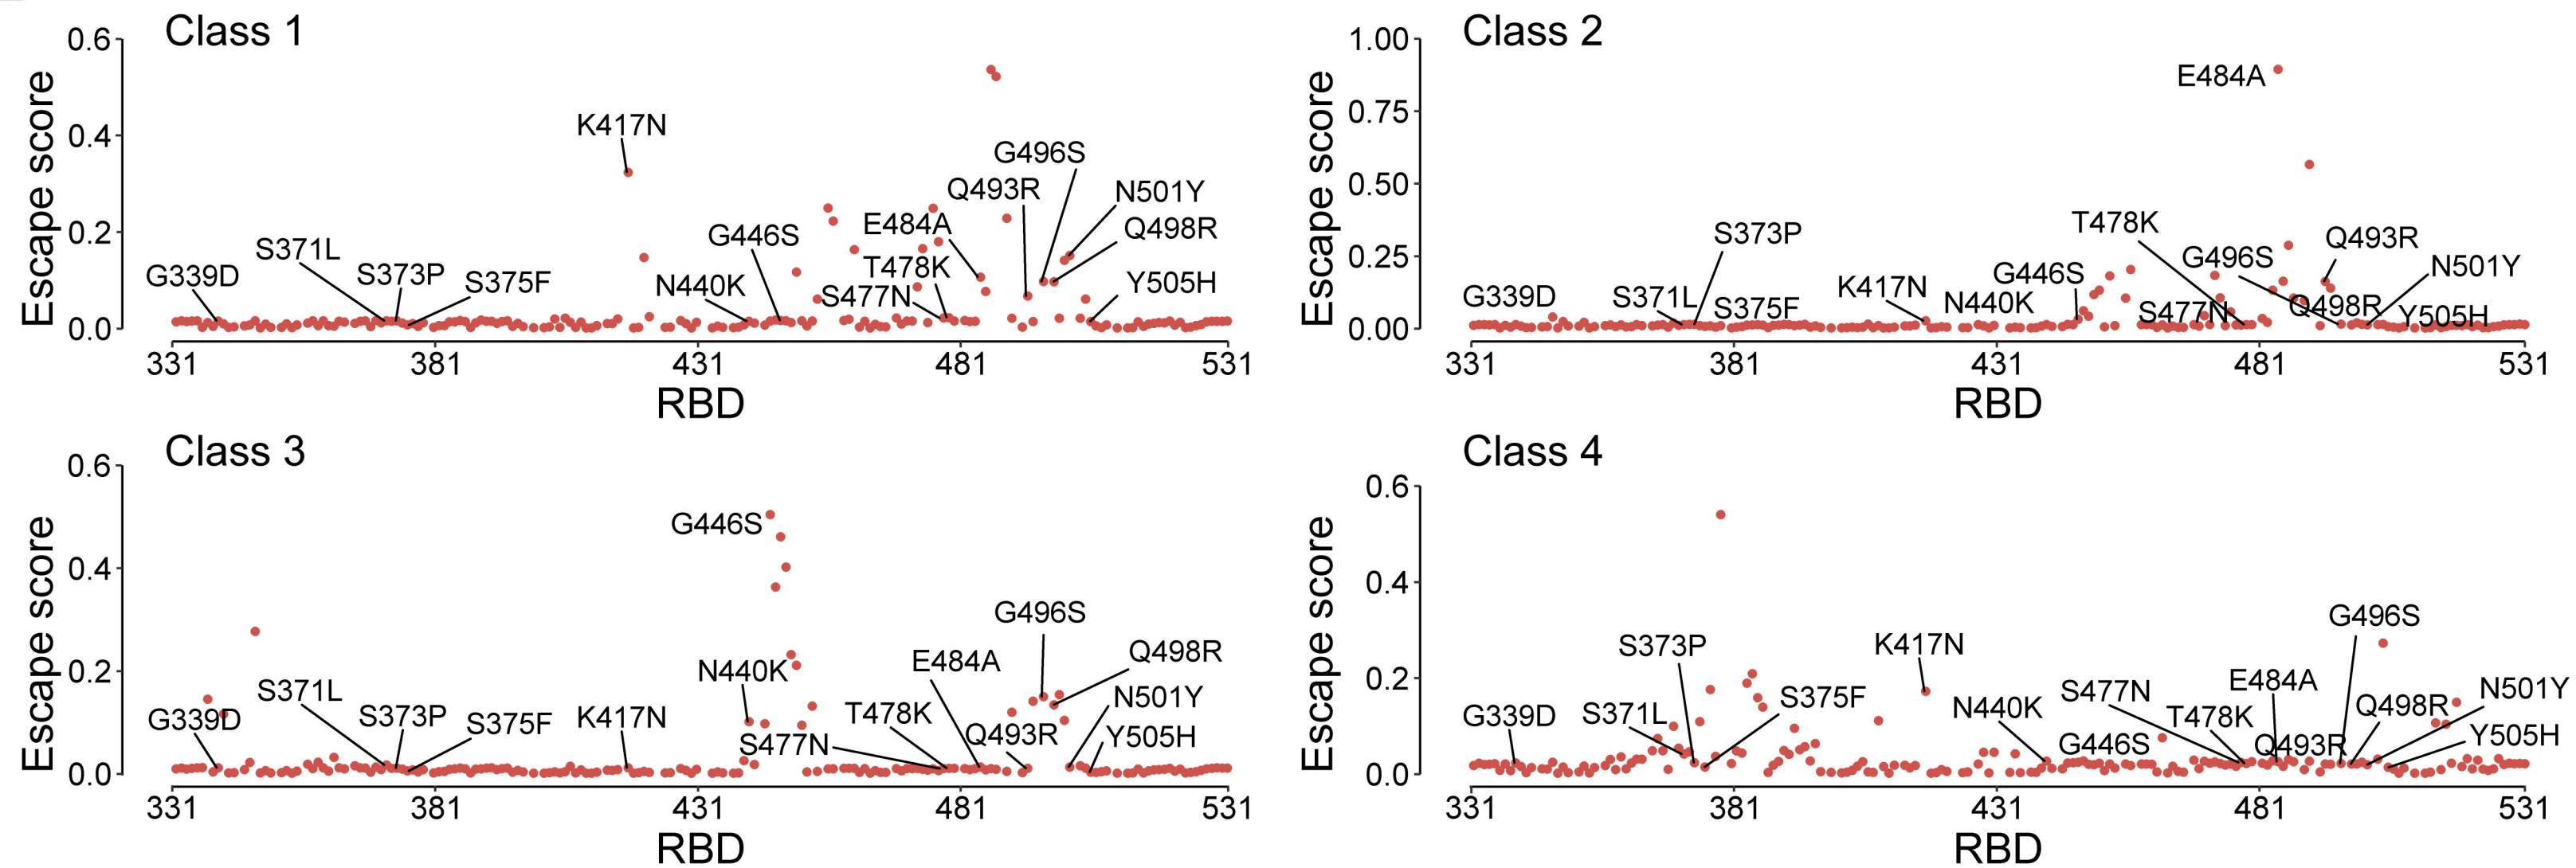 Class 1
Escape score
0.6
0.4
0.2
0.0
K417N
G496S
Q493R
N501Y
E484A
Q498R
G446S
S371L
S373P
S375F
G339D
T478K
N440K
S477N
Y505H
331
381
431
481
531
RBD
Class 2
Escape score
1.00
0.75
0.50
0.25
0.00
E484A
T478K
S373P
Q493R
G496S
N501Y
G446S
K417N
G339D
S371L
S375F
N440K
S477N
Q498R
Y505H
331
381
431
481
531
RBD
Class 3
Escape score
0.6
0.4
0.2
0.0
G446S
G496S
Q498R
E484A
N440K
S371L
N501Y
G339D
S373P
S375F
K417N
T478K
S477N
Q493R
Y505H
331
381
431
481
531
RBD
Class 4
Escape score
0.6
0.4
0.2
0.0
G496S
S373P
K417N
E484A
N501Y
S375F
S477N
Q498R
G339D
S371L
N440K
T478K
G446S
Q493R
Y505H
331
381
431
481
531
RBD